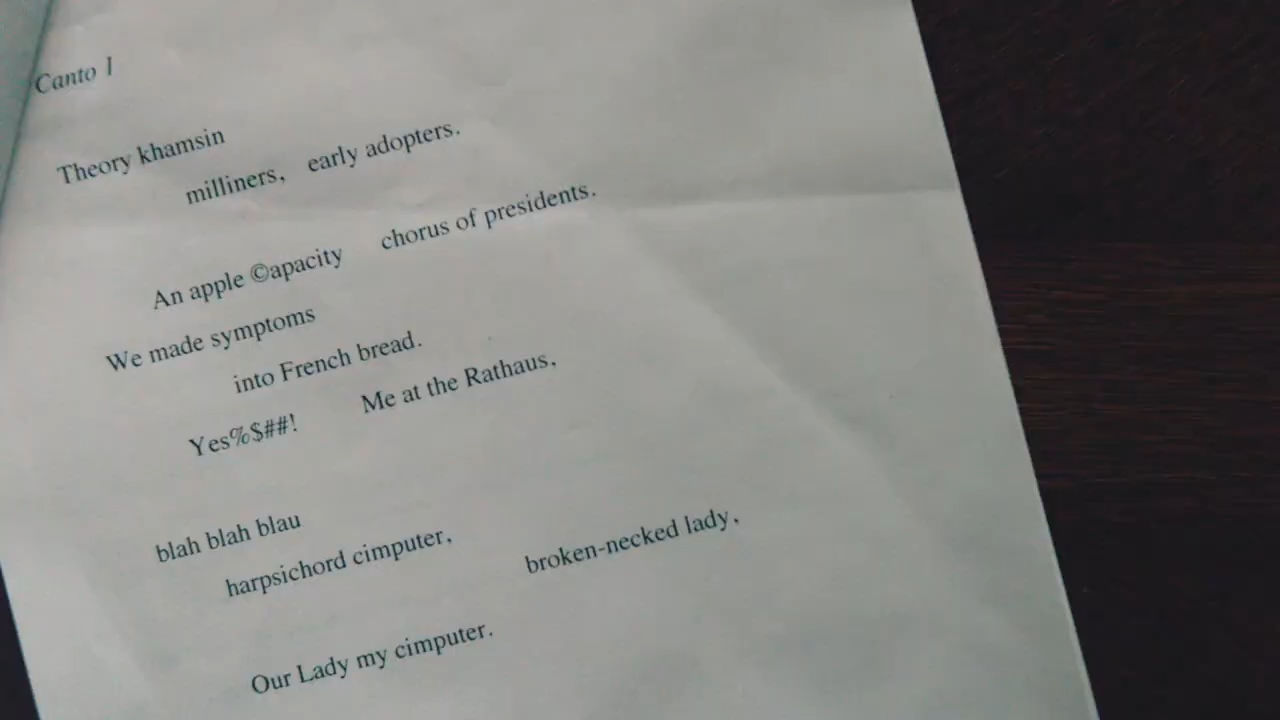 Canto 1
Theory khamsin
milliners, early adopters.
An apple ©apacity chorus of presidents.
We made symptoms
into French bread.
Yes%$##! Me at the Rathaus,
blah blah blau
harpsichord cimputer, broken-necked lady,
Our Lady my cimputer.